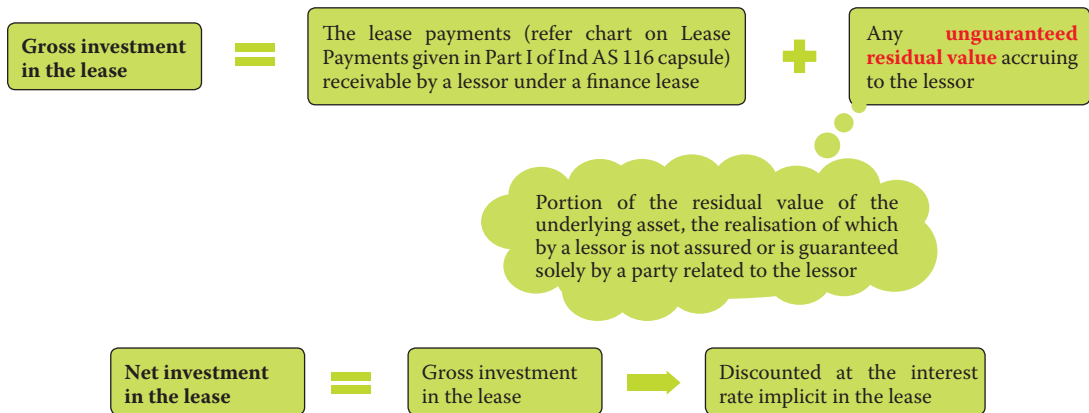 Gross investment
in the lease
The lease payments (refer chart on Lease
Payments given in Part I of Ind AS 116 capsule)
receivable by a lessor under a finance lease
Any unguaranteed
residual value accruing
to the lessor
Portion of the residual value of the
underlying asset, the realisation of which
by a lessor is not assured or is guaranteed
solely by a party related to the lessor
Net investment
in the lease
Gross investment
in the lease
Discounted at the interest
rate implicit in the lease